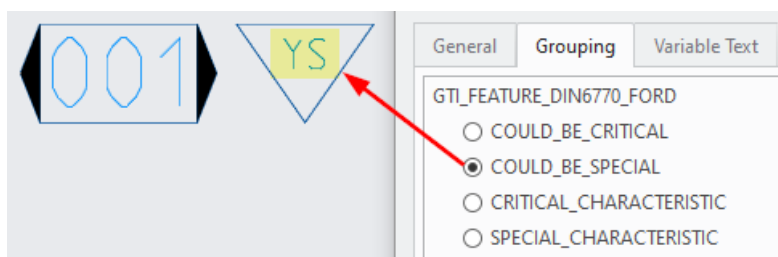 001 YS
General Grouping Variable Text
GTI_FEATURE_DIN6770_FORD
COULD_BE_CRITICAL
COULD_BE_SPECIAL
CRITICAL_CHARACTERISTIC
SPECIAL_CHARACTERISTIC